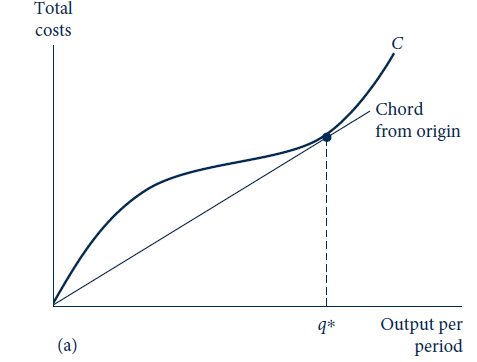 Total
costs
C
Chord
from origin
q*
Output per
period
(a)